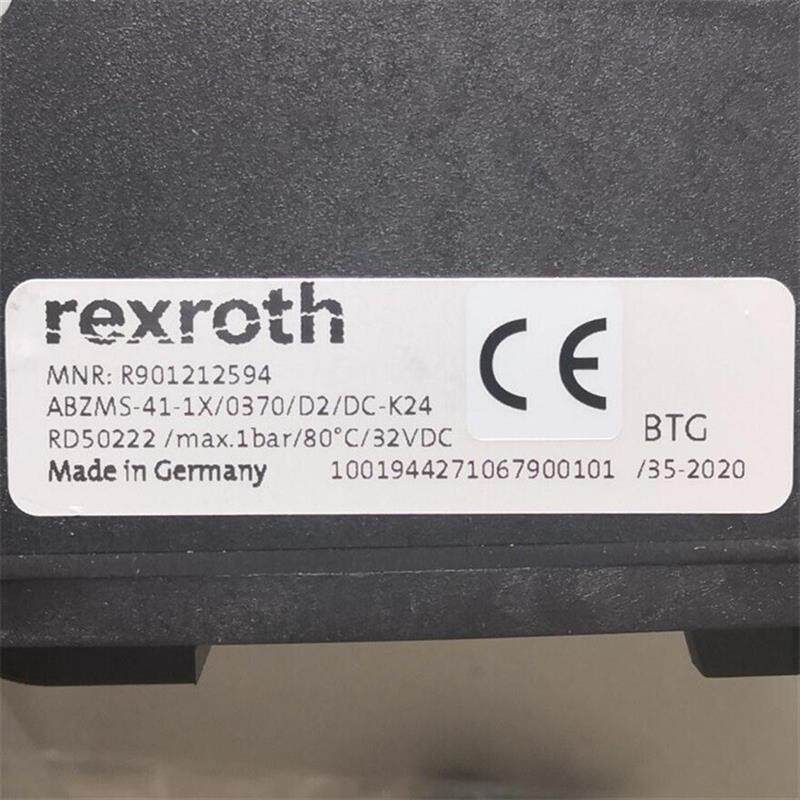 rexroth
CE
MNR: R901212594
ABZMS-41-1X/0370/D2/DC-K24
RD50222 /max.1bar/80°C/32VDC
BTG
Made in Germany 1001944271067900101 /35-2020